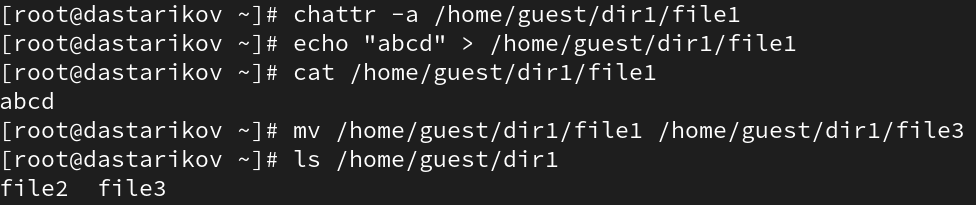 [root@dastarikov ~]# chattr -a /home/guest/dir1/file1
[root@dastarikov ~]# echo "abcd" > /home/guest/dir1/file1
[root@dastarikov ~]# cat /home/guest/dir1/file1
abcd
[root@dastarikov ~]# mv /home/guest/dir1/file1 /home/guest/dir1/file3
[root@dastarikov ~]# ls /home/guest/dir1
file2  file3